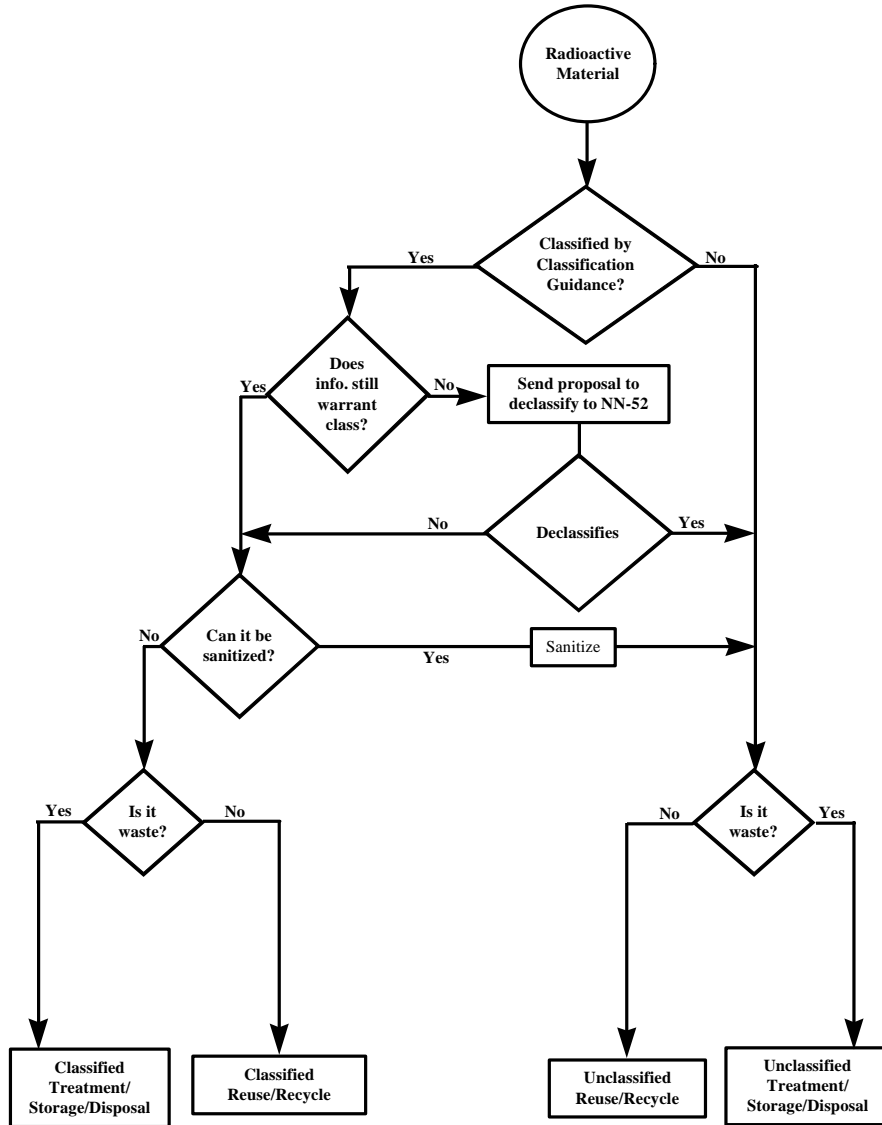 Radioactive
Material
Classified by
Classification
Guidance?
Yes
No
Does
info. still
warrant
class?
Yes
No
Send proposal to
declassify to NN-52
Declassifies
No
Yes
Can it be
sanitized?
No
Yes
Sanitize
Is it
waste?
Yes
No
Is it
waste?
No
Yes
Classified
Treatment/
Storage/Disposal
Classified
Reuse/Recycle
Unclassified
Reuse/Recycle
Unclassified
Treatment/
Storage/Disposal